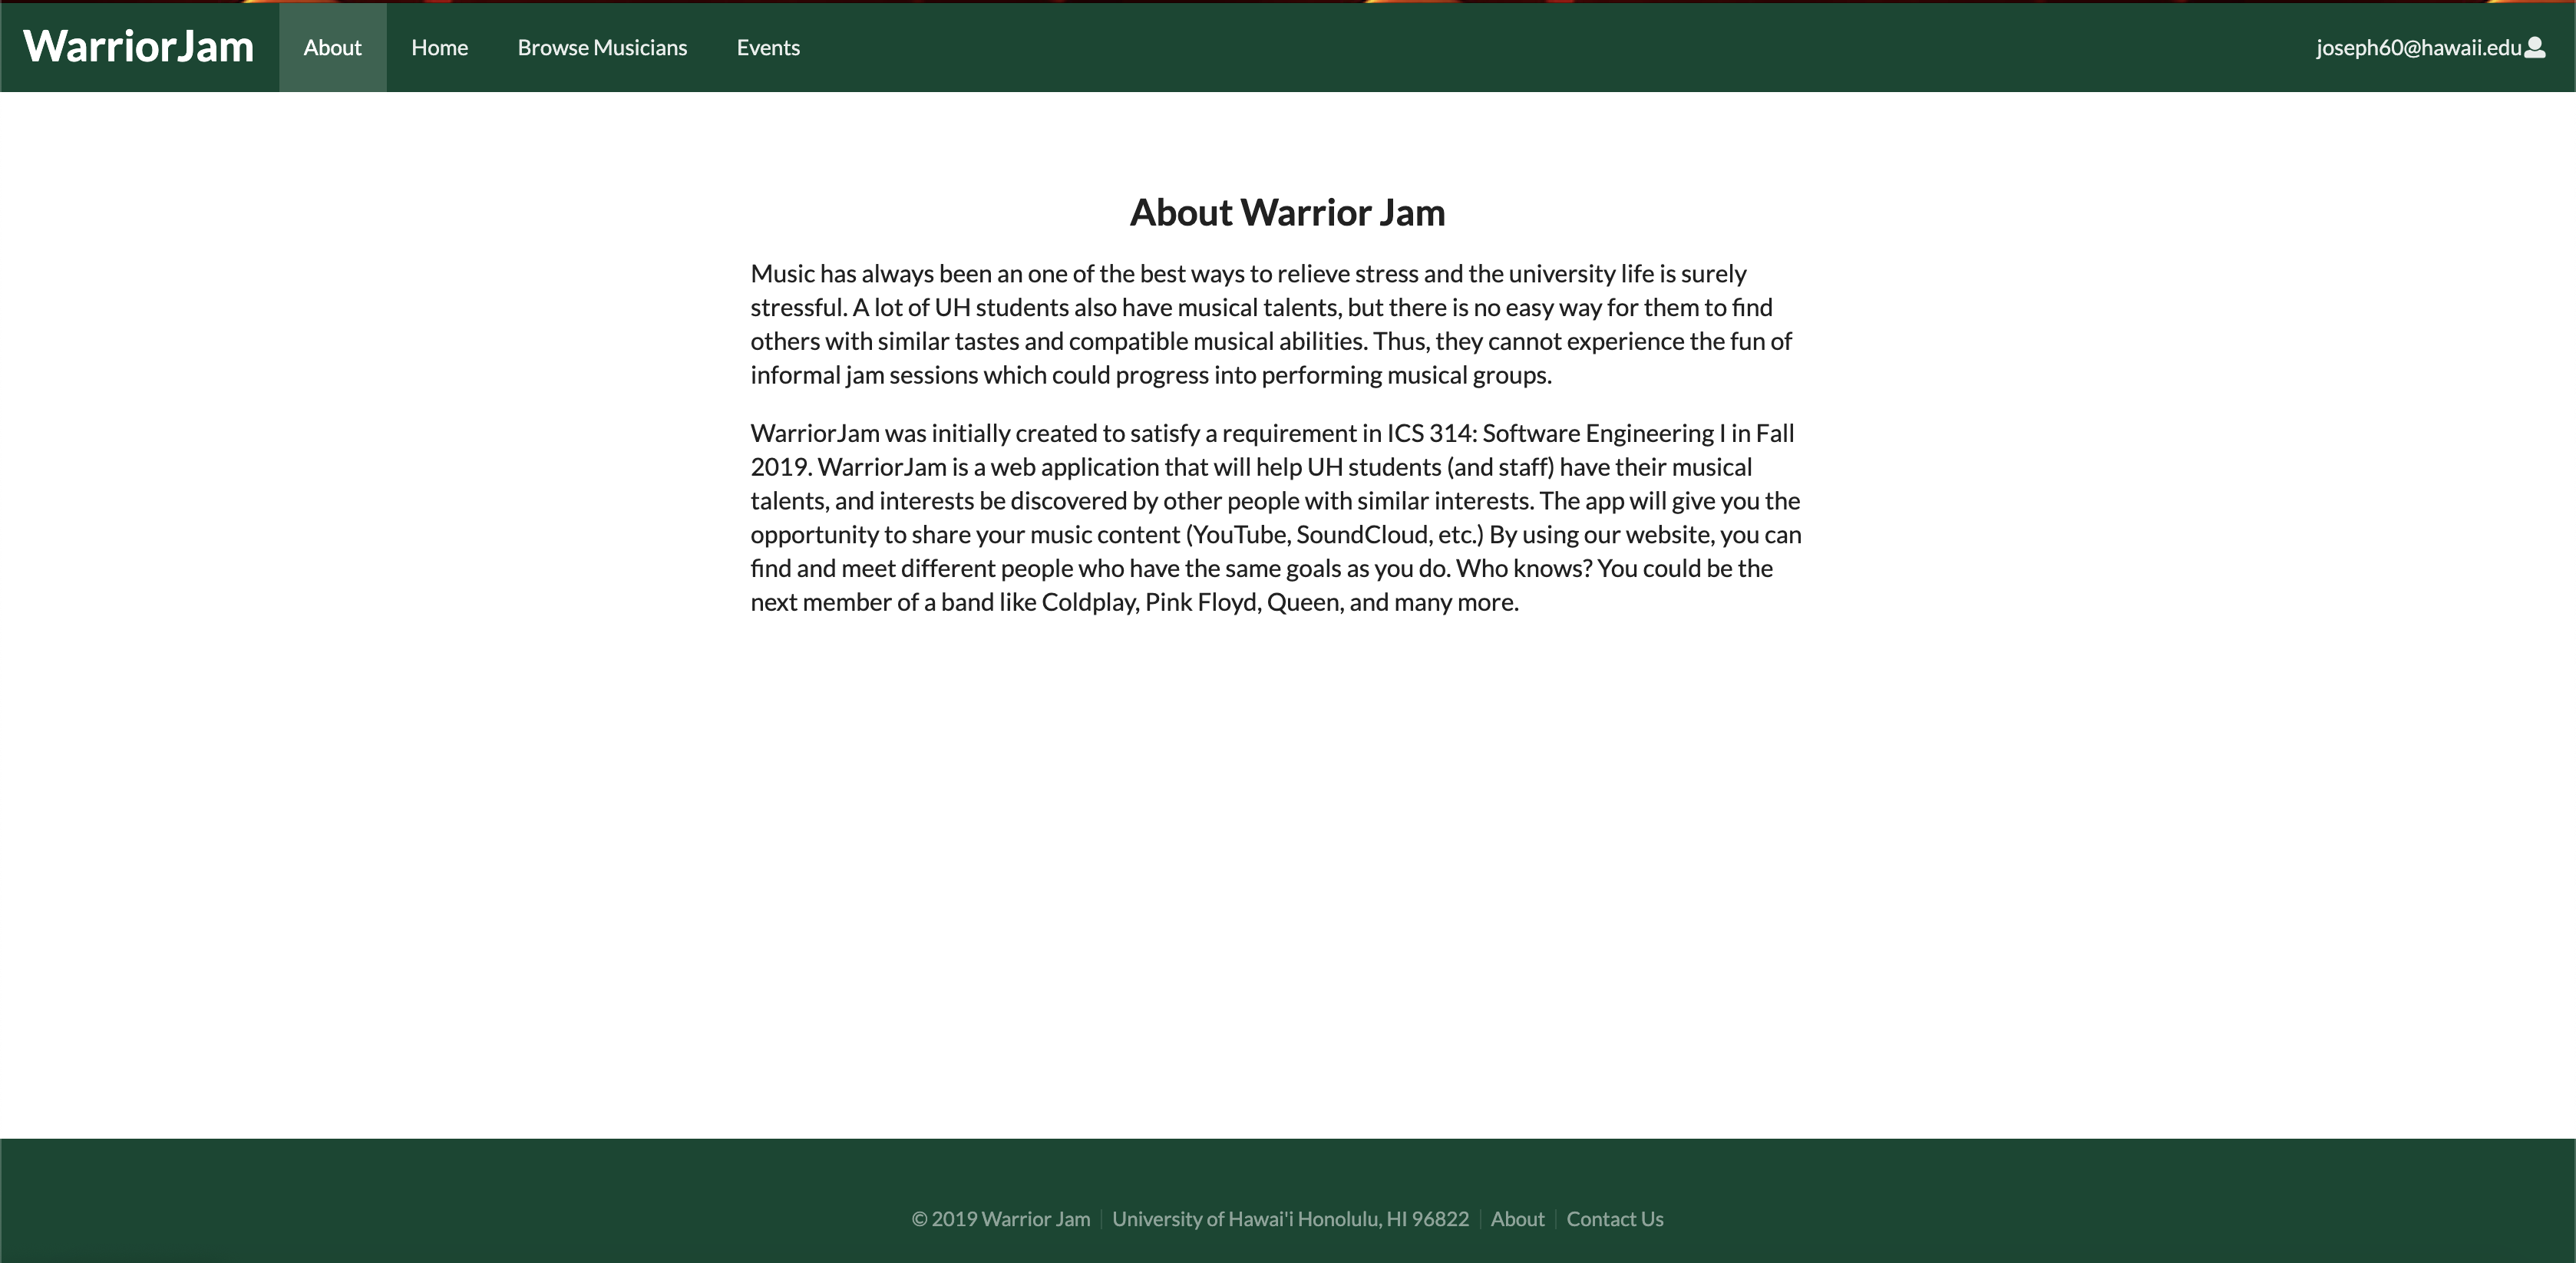 WarriorJam About Home Browse Musicians Events joseph60@hawaii.edu
About Warrior Jam
Music has always been an one of the best ways to relieve stress and the university life is surely
stressful. A lot of UH students also have musical talents, but there is no easy way for them to find
others with similar tastes and compatible musical abilities. Thus, they cannot experience the fun of
informal jam sessions which could progress into performing musical groups.
WarriorJam was initially created to satisfy a requirement in ICS 314: Software Engineering I in Fall
2019. WarriorJam is a web application that will help UH students (and staff) have their musical
talents, and interests be discovered by other people with similar interests. The app will give you the
opportunity to share your music content (YouTube, SoundCloud, etc.) By using our website, you can
find and meet different people who have the same goals as you do. Who knows? You could be the
next member of a band like Coldplay, Pink Floyd, Queen, and many more.
© 2019 Warrior Jam University of Hawai'i Honolulu, HI 96822 About Contact Us